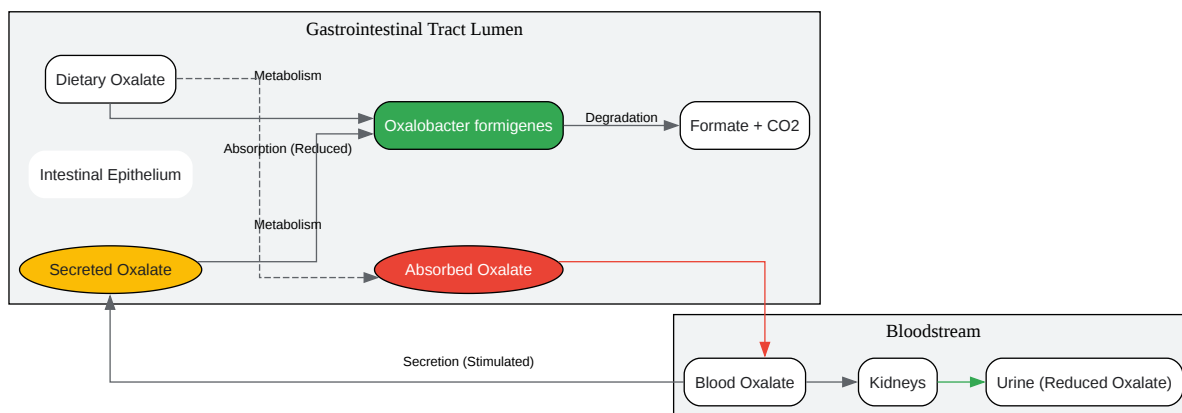 Gastrointestinal Tract Lumen
Dietary Oxalate
Metabolism
Oxalobacter formigenes
Degradation
Formate + CO2
Absorption (Reduced)
Intestinal Epithelium
Metabolism
Secreted Oxalate
Absorbed Oxalate
Bloodstream
Secretion (Stimulated)
Blood Oxalate
Kidneys
Urine (Reduced Oxalate)